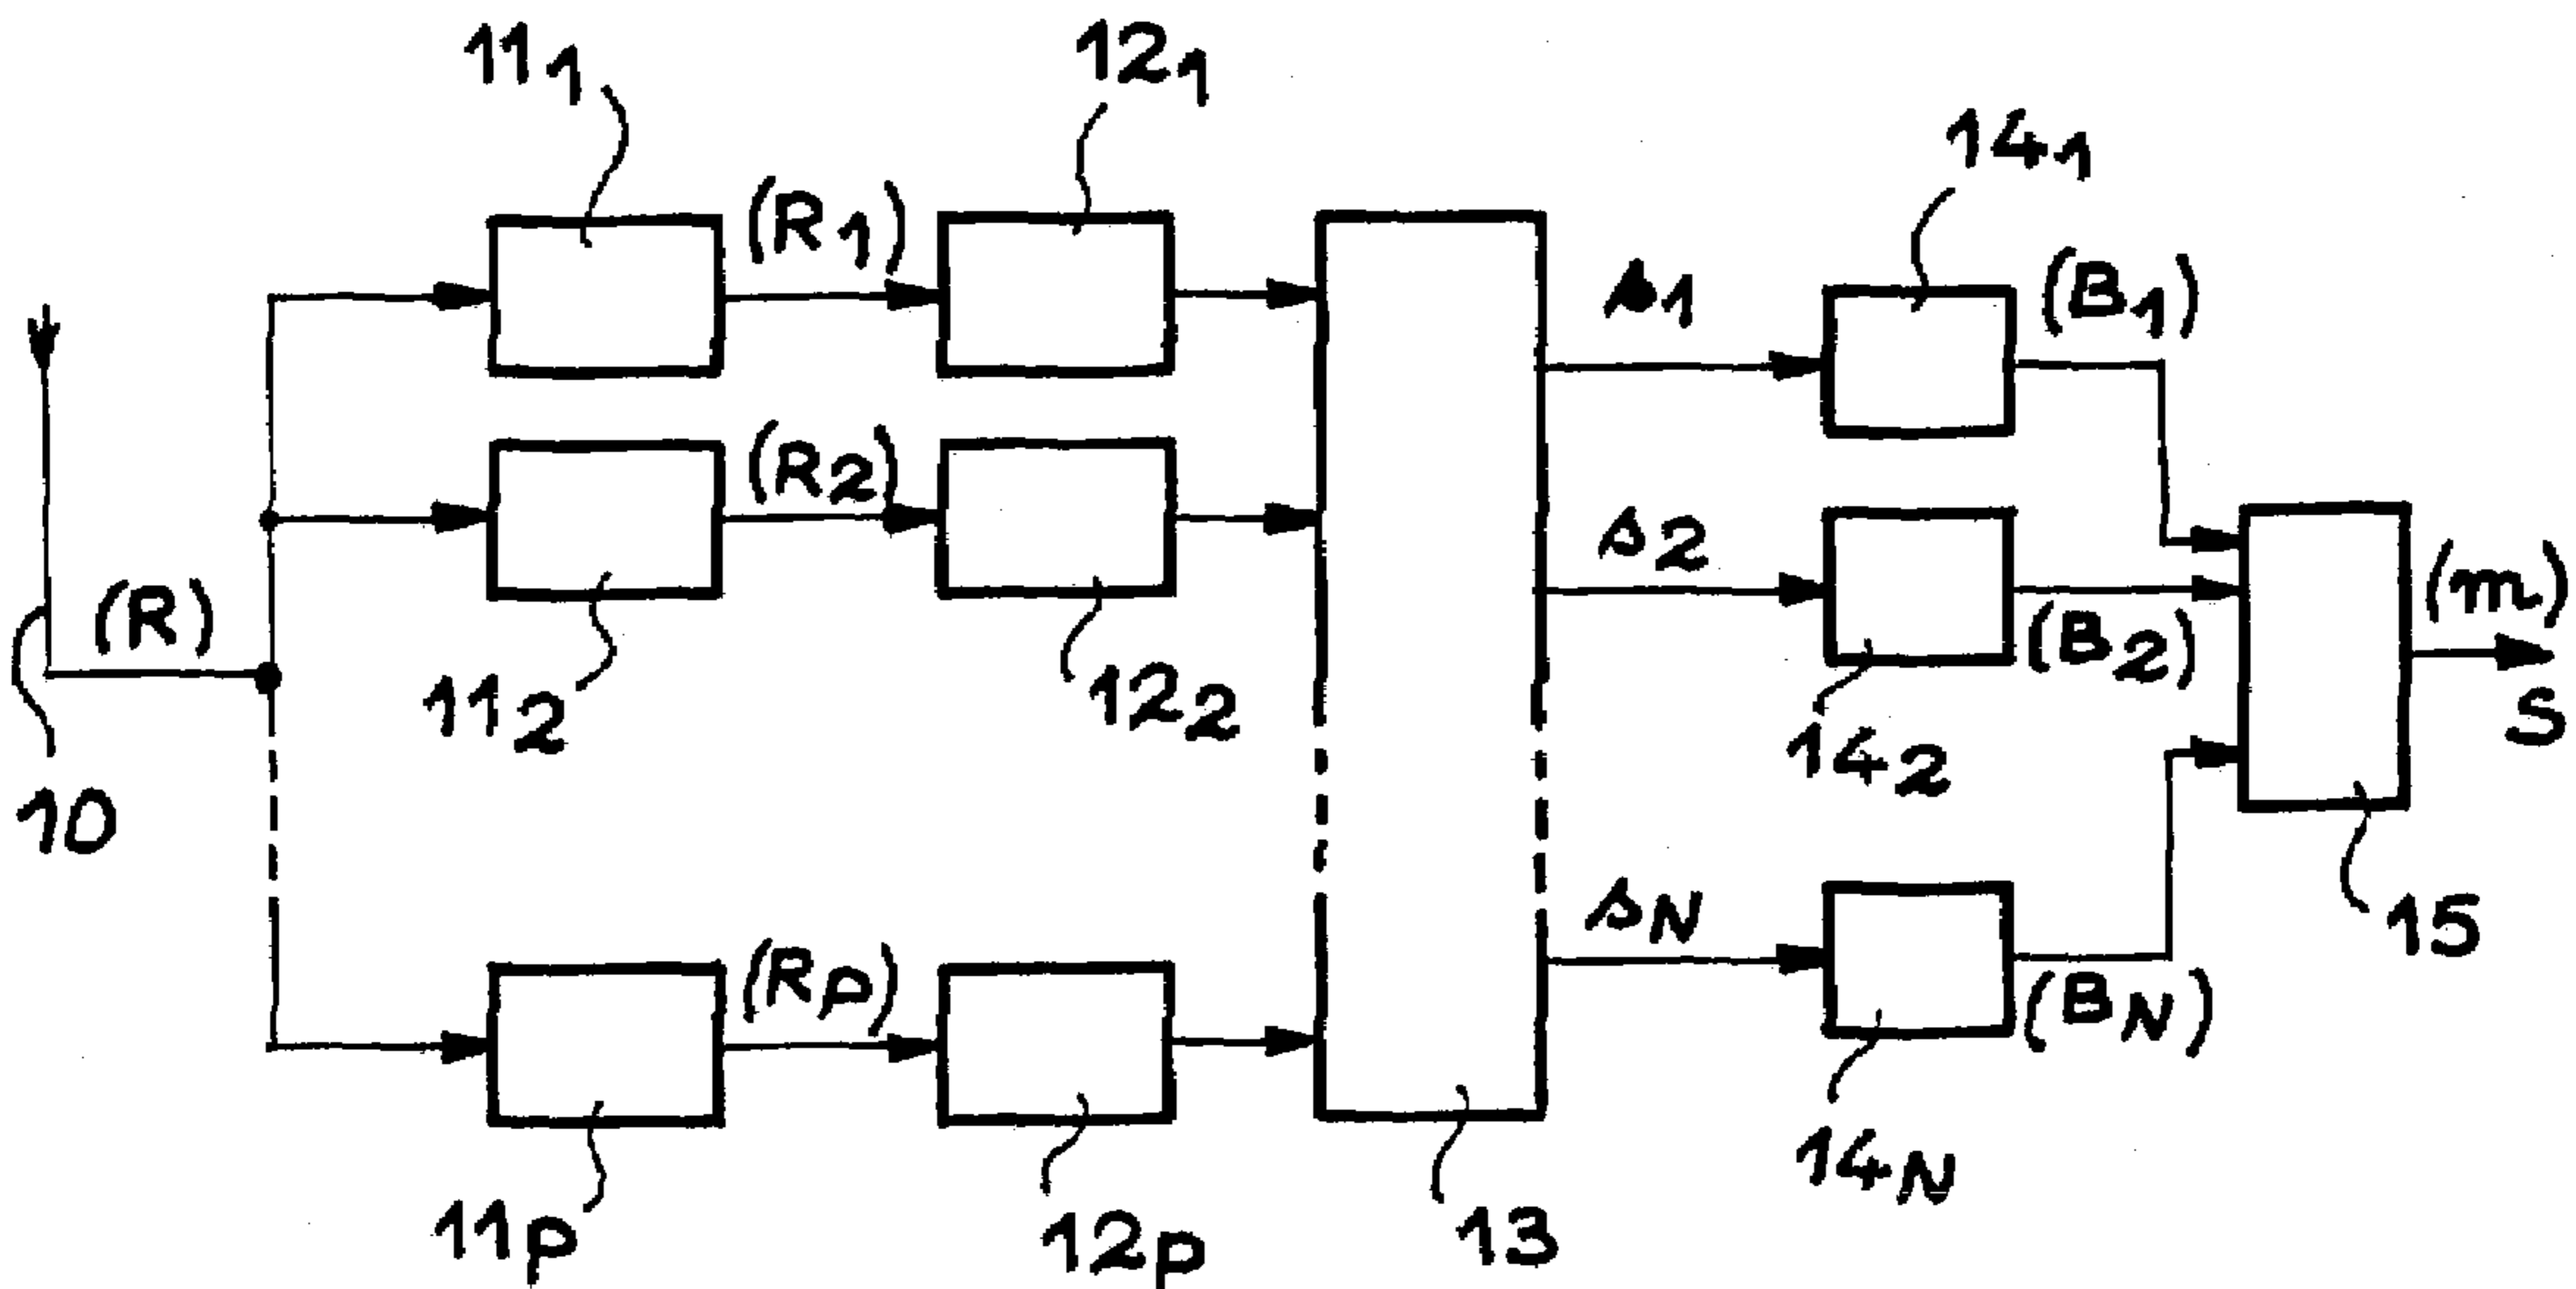 11₁
12₁
14₁
(R₁)
(B₁)
s₁
(R₂)
s₂
(m)
(R)
(B₂)
11₂
12₂
S
14₂
10
sN
15
(Rp)
(BN)
14N
11p
12p
13